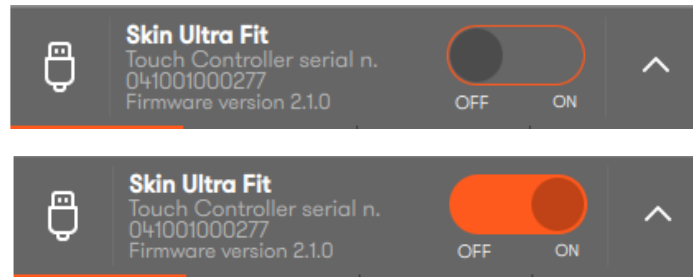 Skin Ultra Fit
Touch Controller serial n.
041001000277
Firmware version 2.1.0
OFF ON
Skin Ultra Fit
Touch Controller serial n.
041001000277
Firmware version 2.1.0
OFF ON